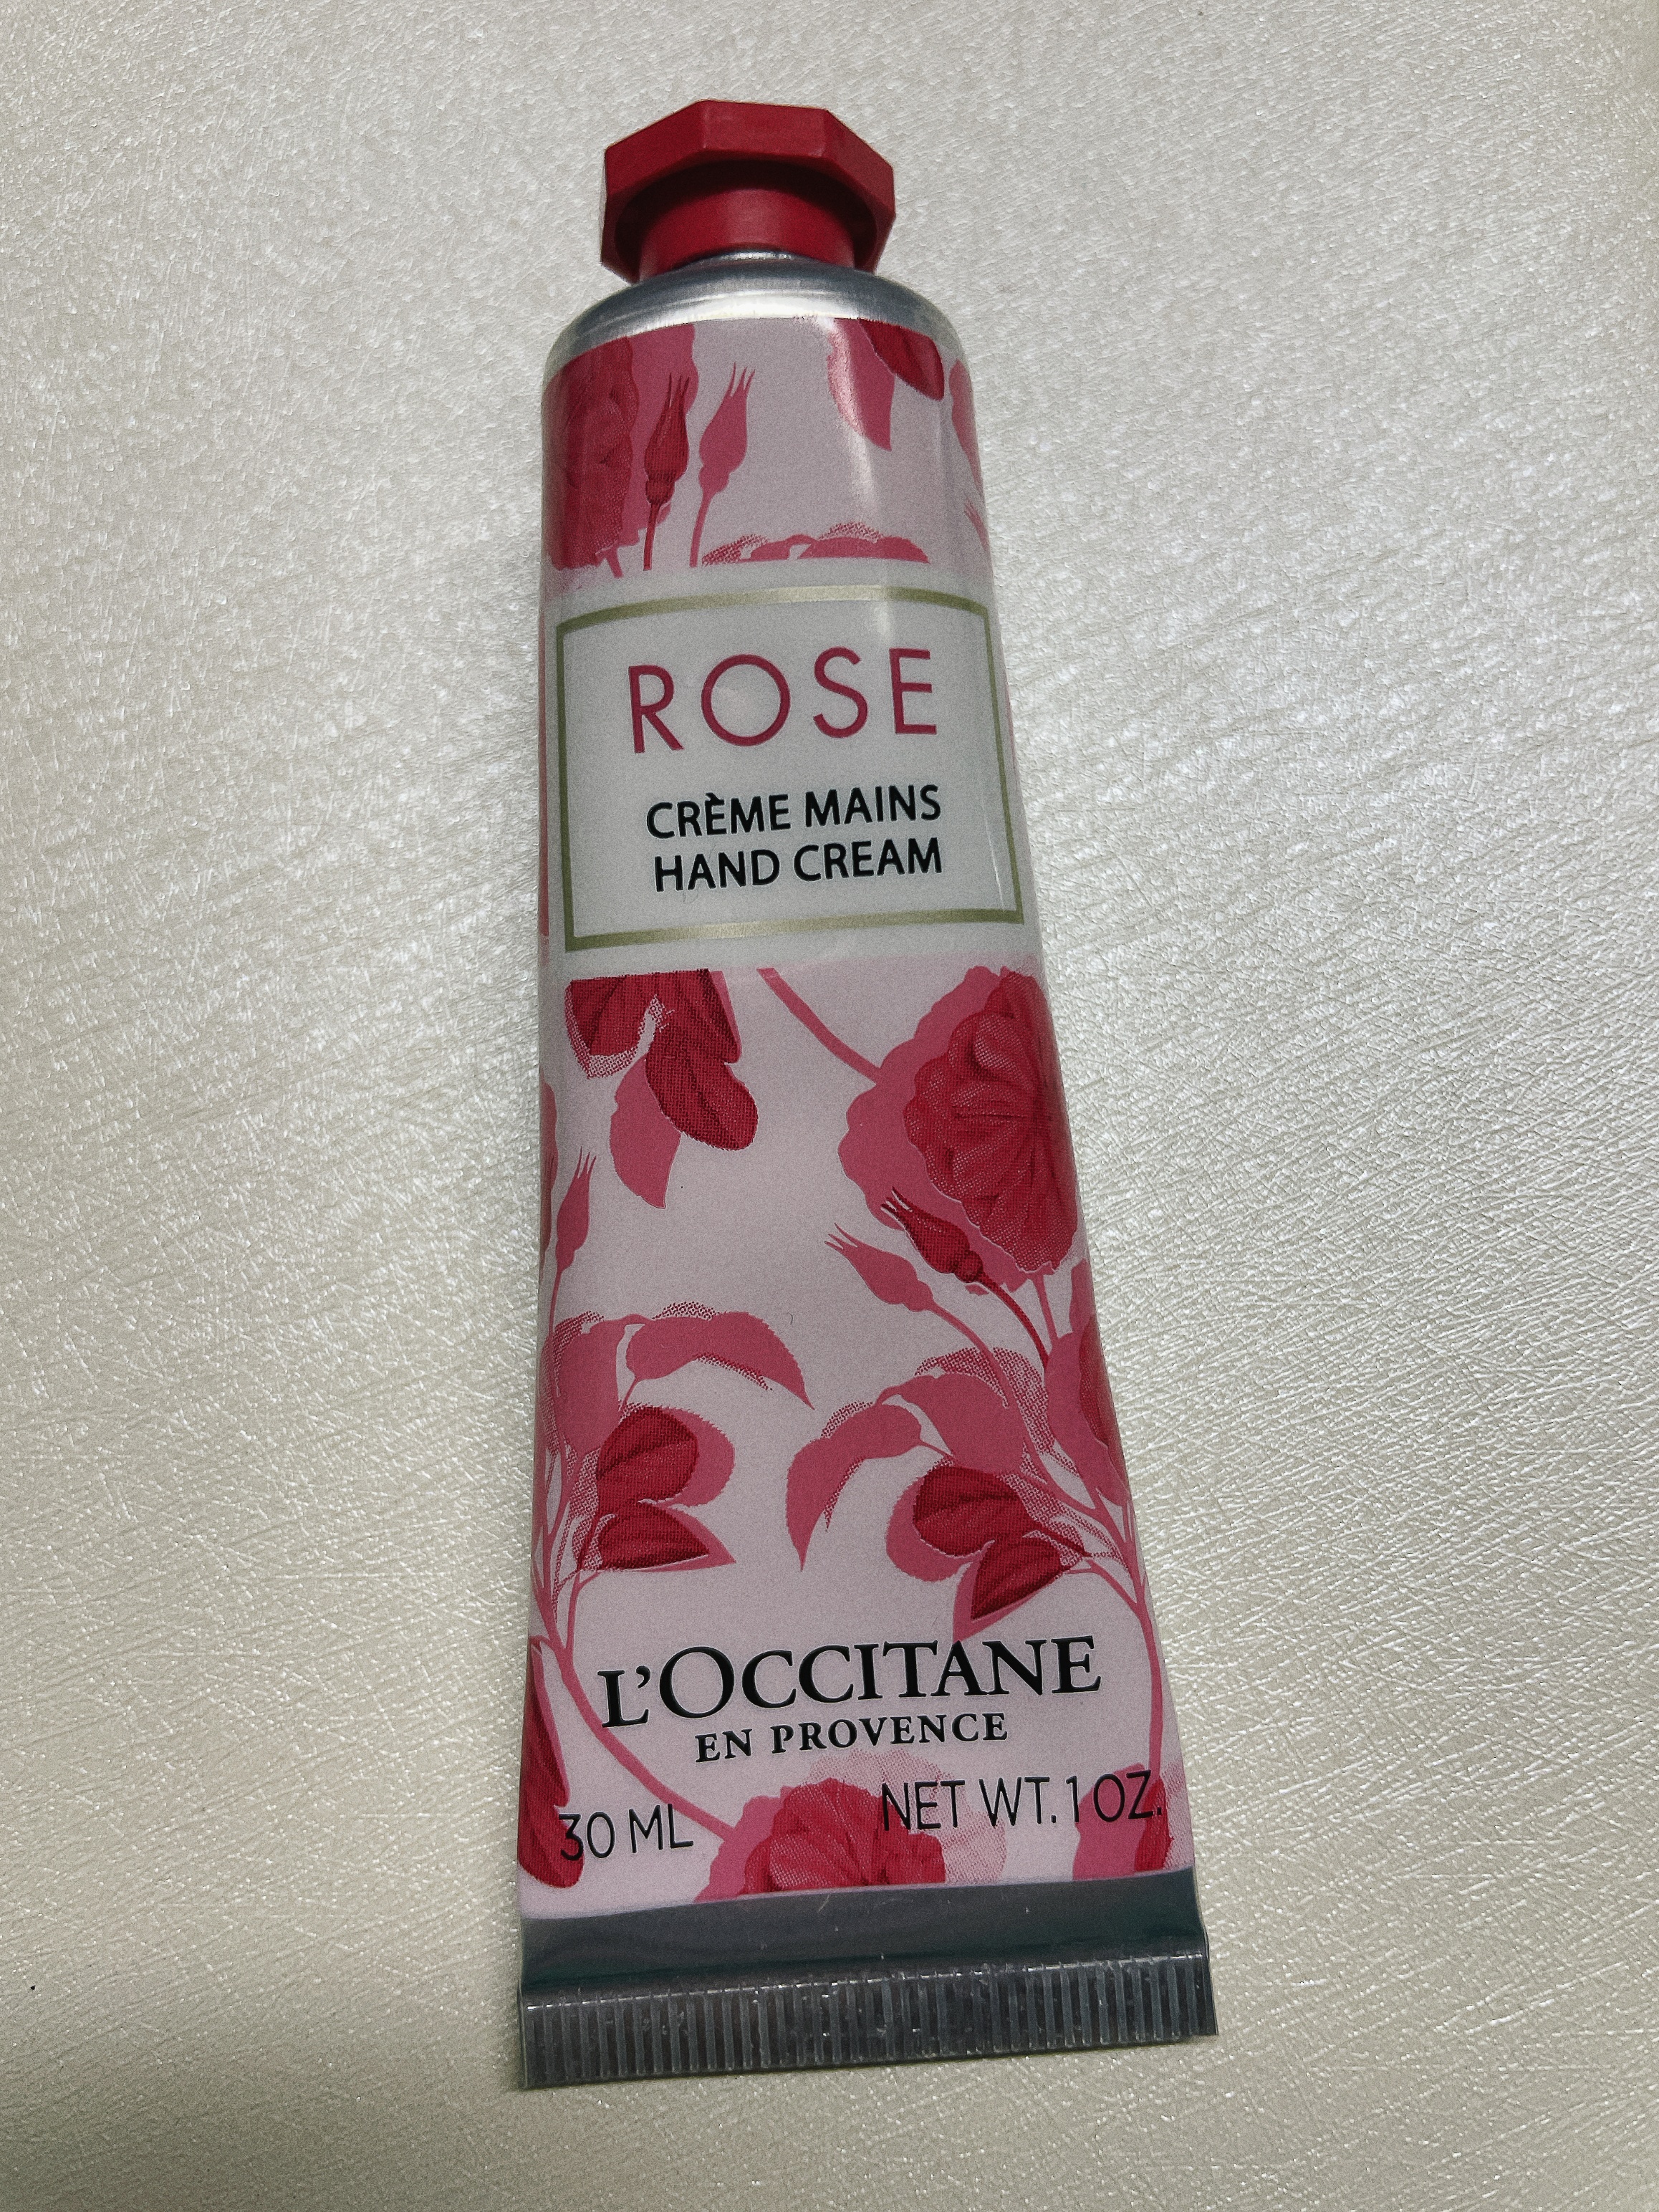 ROSE
CRÈME MAINS
HAND CREAM
L'OCCITANE
EN PROVENCE
30 ML NET WT. 1 OZ.